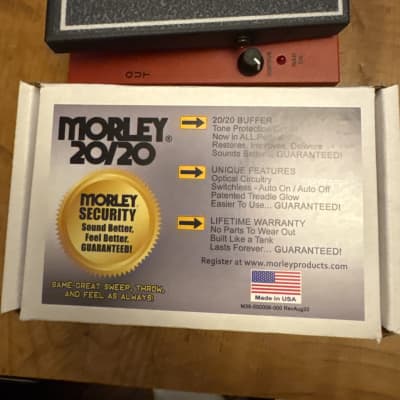 OUT
MORLEY®
20/20
20/20 BUFFER
Tone Protection
Now in ALL
Restores, Improves,
Sounds Better... GUARANTEED!
UNIQUE FEATURES
Optical Circuitry
Switchless - Auto On / Auto Off
Patented Treadle Glow
Easier to Use... GUARANTEED!
LIFETIME WARRANTY
No Parts To Wear Out
Built Like a Tank
Lasts Forever... GUARANTEED!
Register at www.morleyproducts.com
MORLEY
SECURITY
Sound Better,
Feel Better.
GUARANTEED!
SAME GREAT SWEEP, THROW,
AND FEEL AS ALWAYS!
Made in USA